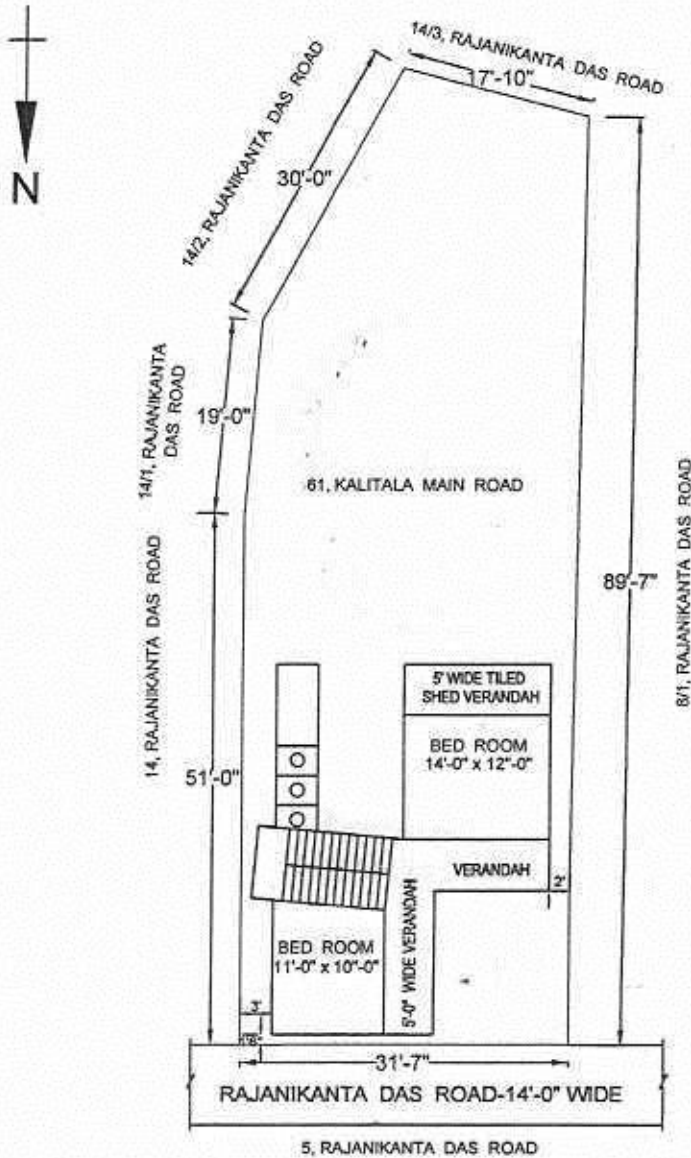 14/3, RAJANIKANTA DAS ROAD
17'-10"
N
14/2, RAJANIKANTA DAS ROAD
30'-0"
14/1, RAJANIKANTA
DAS ROAD
19'-0"
61, KALITALA MAIN ROAD
14, RAJANIKANTA DAS ROAD
51'-0"
89'-7"
8/1, RAJANIKANTA DAS ROAD
5' WIDE TILED
SHED VERANDAH
BED ROOM
14'-0" x 12"-0"
VERANDAH
2'
5'-0" WIDE VERANDAH
BED ROOM
11'-0" x 10"-0"
3'
31'-7"
RAJANIKANTA DAS ROAD-14'-0" WIDE
5, RAJANIKANTA DAS ROAD